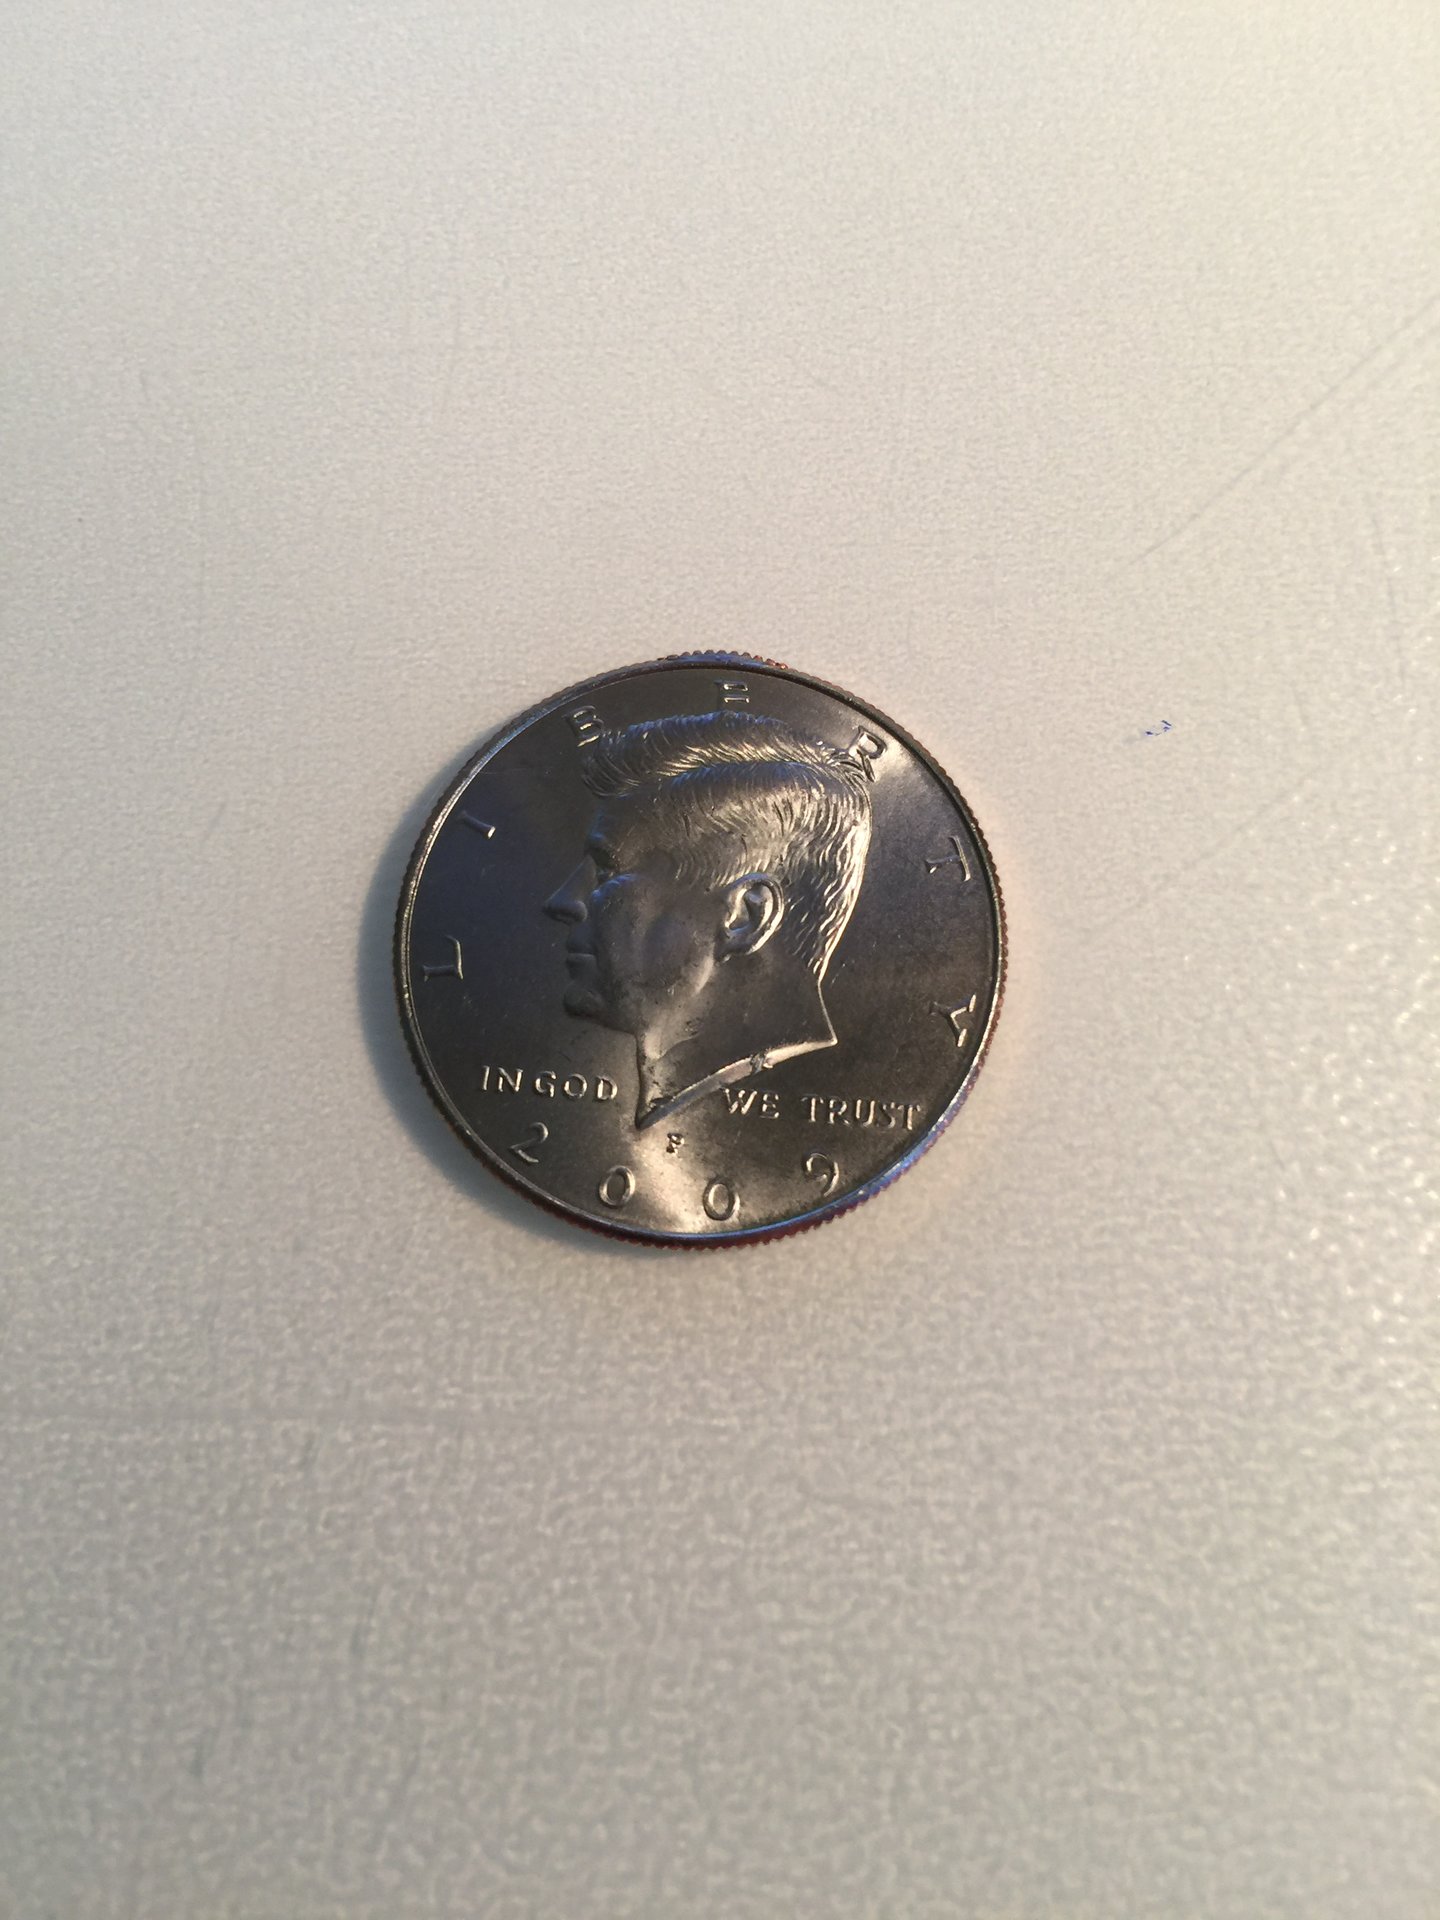 LIBERTY
IN GOD WE TRUST
P
2009